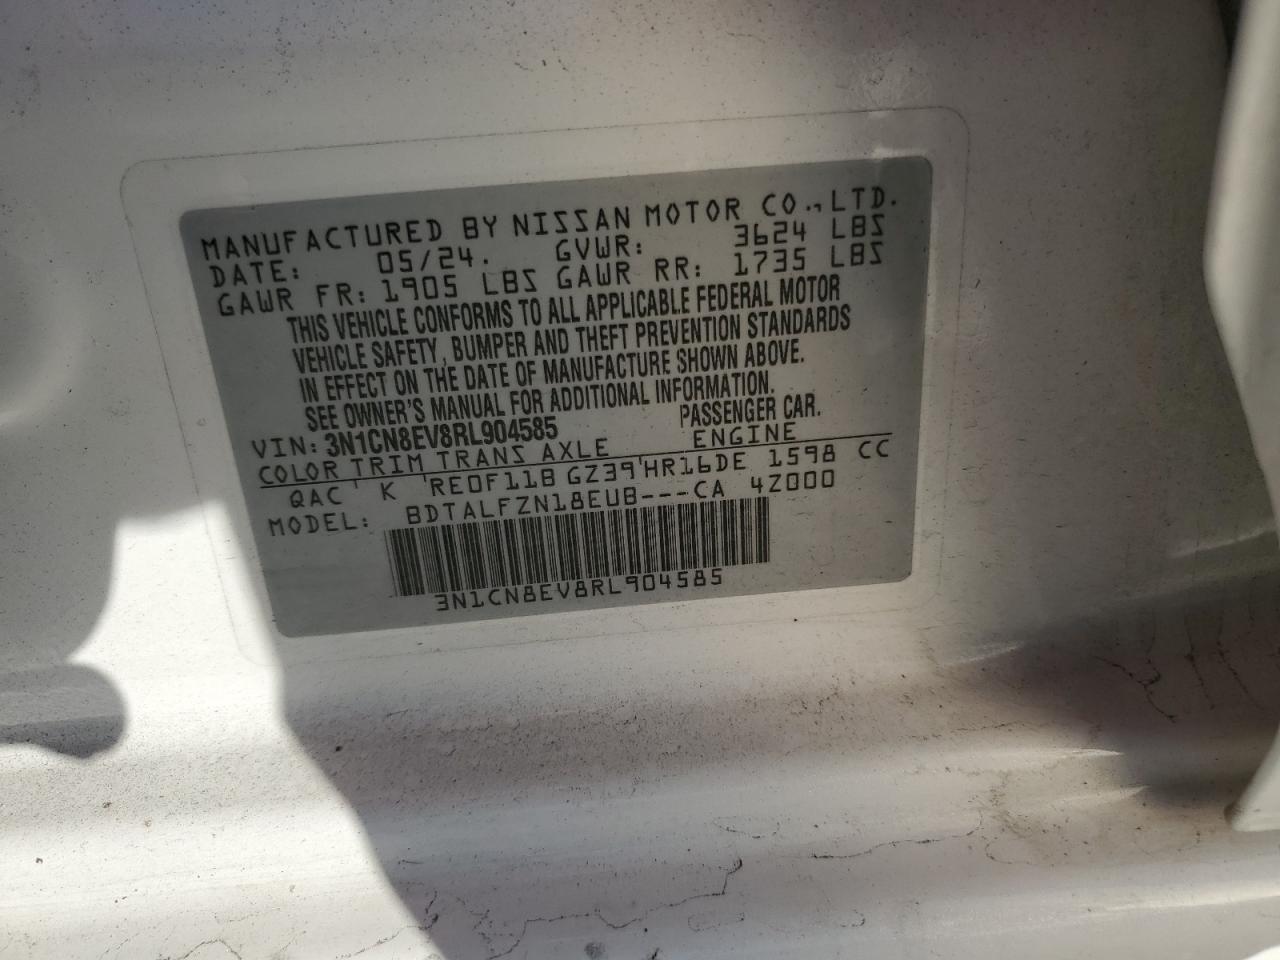 MANUFACTURED BY NISSAN MOTOR CO., LTD.
DATE: 05/24. GVWR: 3624 LBS
GAWR FR: 1905 LBS GAWR RR: 1735 LBS
THIS VEHICLE CONFORMS TO ALL APPLICABLE FEDERAL MOTOR
VEHICLE SAFETY, BUMPER AND THEFT PREVENTION STANDARDS
IN EFFECT ON THE DATE OF MANUFACTURE SHOWN ABOVE.
SEE OWNER'S MANUAL FOR ADDITIONAL INFORMATION.
VIN: 3N1CN8EV8RL904585 PASSENGER CAR.
COLOR TRIM TRANS AXLE ENGINE
QAC K RE0F11B GZ39 HR16DE 1598 CC
MODEL: BDTALFZN18EUB---CA 4Z000
3N1CN8EV8RL904585